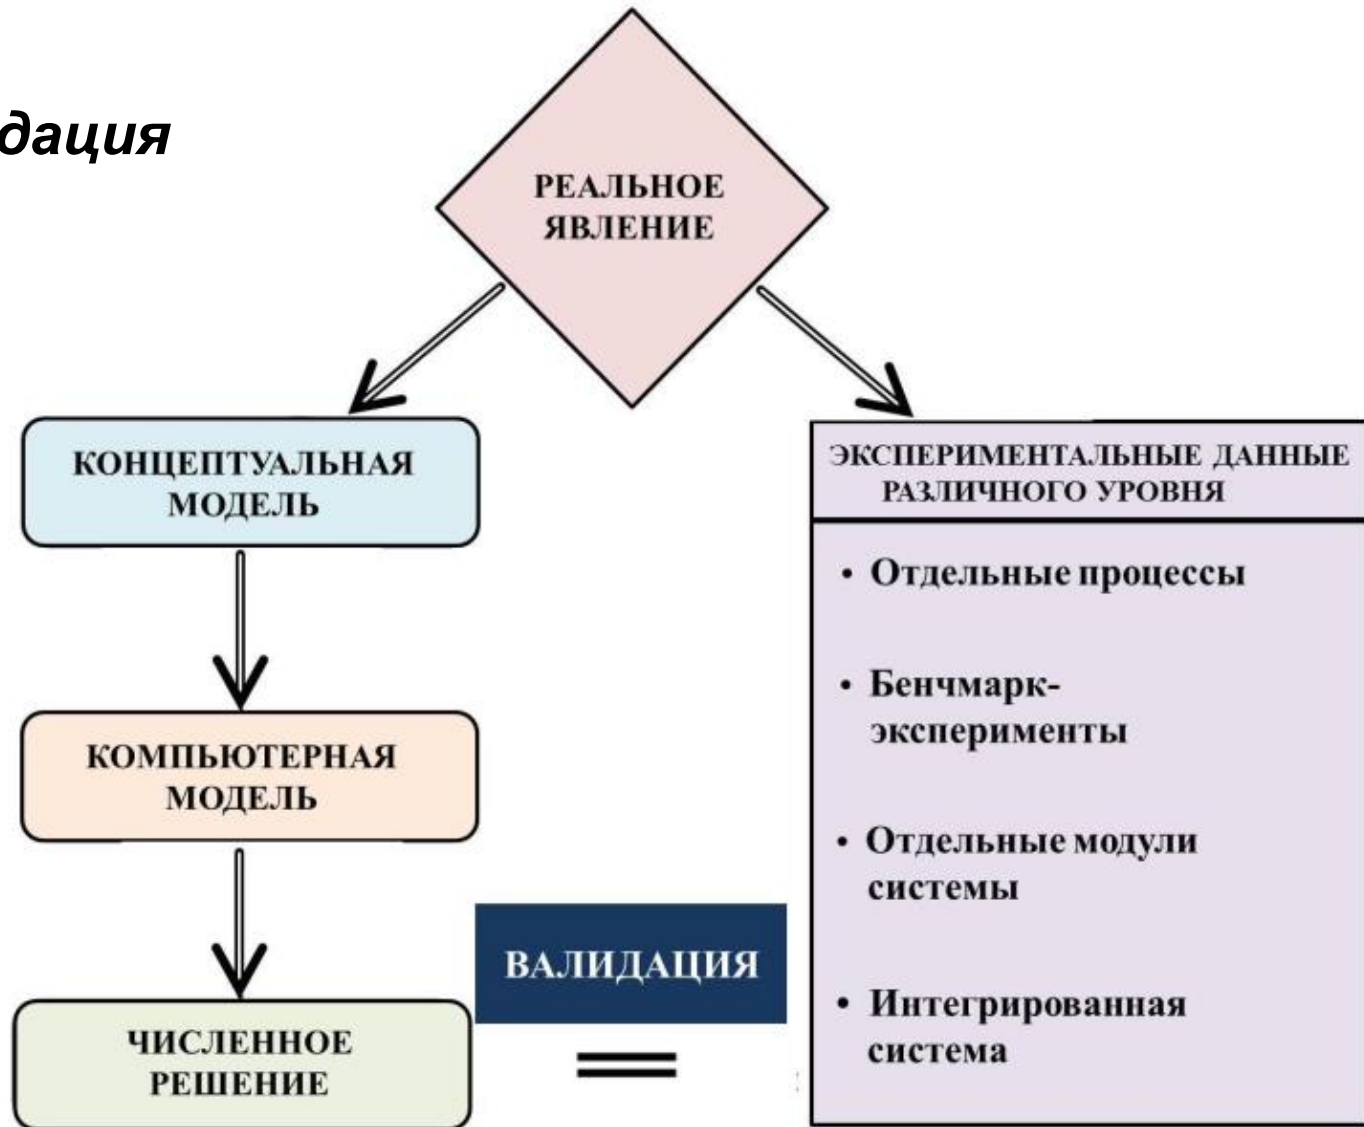 дация
РЕАЛЬНОЕ
ЯВЛЕНИЕ
КОНЦЕПТУАЛЬНАЯ
МОДЕЛЬ
КОМПЬЮТЕРНАЯ
МОДЕЛЬ
ЧИСЛЕННОЕ
РЕШЕНИЕ
ВАЛИДАЦИЯ
=
ЭКСПЕРИМЕНТАЛЬНЫЕ ДАННЫЕ
РАЗЛИЧНОГО УРОВНЯ
• Отдельные процессы
• Бенчмарк-
эксперименты
• Отдельные модули
системы
• Интегрированная
система